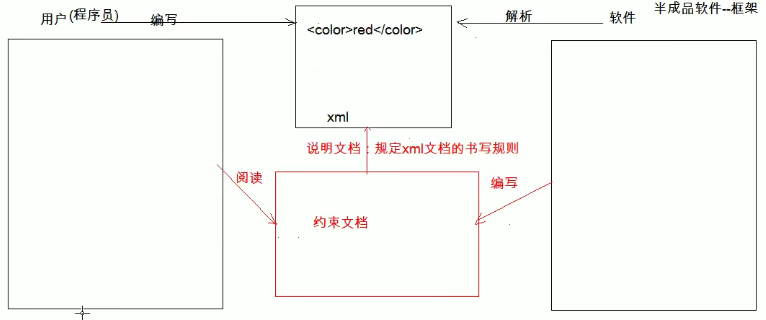 半成品软件--框架
用户(程序员)
编写
<color>red</color>
解析
软件
xml
说明文档：规定xml文档的书写规则
阅读
编写
约束文档